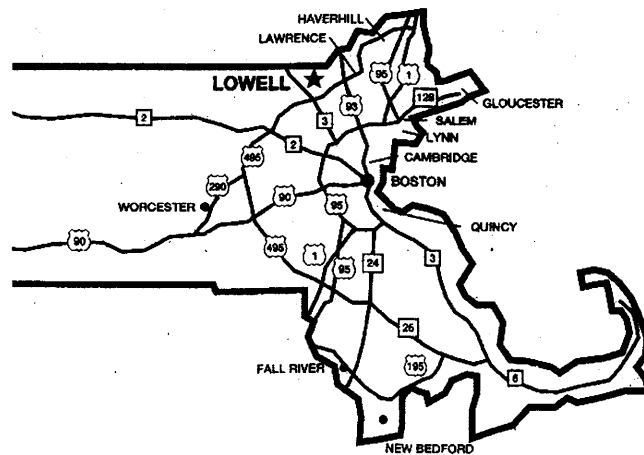 HAVERHILL
LAWRENCE
LOWELL
95
1
93
128
GLOUCESTER
2
3
SALEM
LYNN
2
495
CAMBRIDGE
BOSTON
290
90
95
WORCESTER
QUINCY
90
495
1
95
24
3
25
FALL RIVER
195
6
NEW BEDFORD